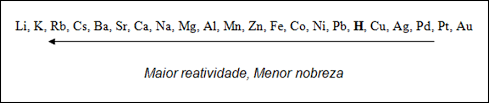 Li, K, Rb, Cs, Ba, Sr, Ca, Na, Mg, Al, Mn, Zn, Fe, Co, Ni, Pb, H, Cu, Ag, Pd, Pt, Au
Maior reatividade, Menor nobreza